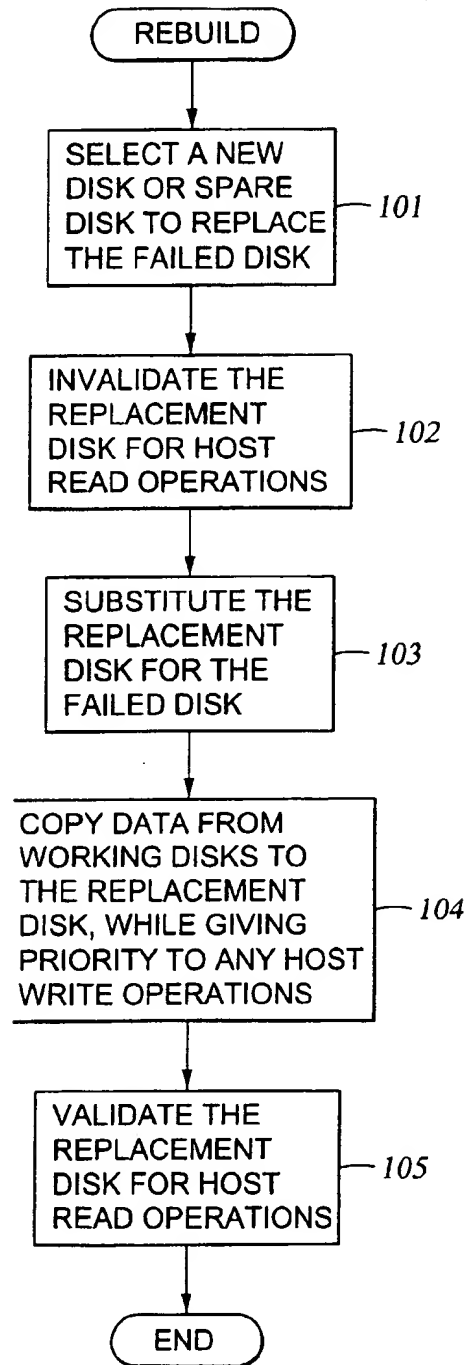 REBUILD
SELECT A NEW
DISK OR SPARE
DISK TO REPLACE
THE FAILED DISK
101
INVALIDATE THE
REPLACEMENT
DISK FOR HOST
READ OPERATIONS
102
SUBSTITUTE THE
REPLACEMENT
DISK FOR THE
FAILED DISK
103
COPY DATA FROM
WORKING DISKS TO
THE REPLACEMENT
DISK, WHILE GIVING
PRIORITY TO ANY HOST
WRITE OPERATIONS
104
VALIDATE THE
REPLACEMENT
DISK FOR HOST
READ OPERATIONS
105
END